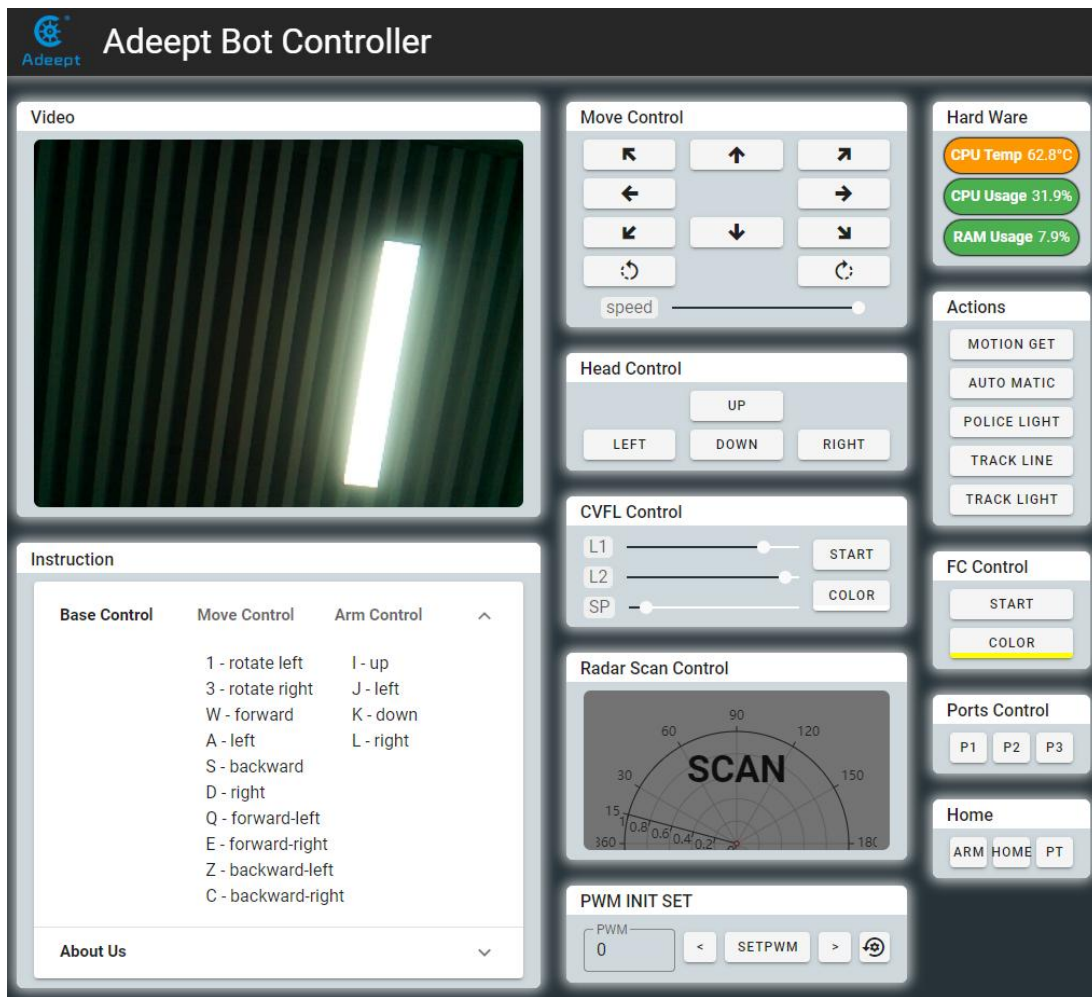 Adeept
Adeept Bot Controller
Video
Instruction
Base Control
Move Control
Arm Control
1 - rotate left
3 - rotate right
W - forward
A - left
S - backward
D - right
Q - forward-left
E - forward-right
Z - backward-left
C - backward-right
I - up
J - left
K - down
L - right
About Us
Move Control
speed
Head Control
UP
LEFT DOWN RIGHT
CVFL Control
L1
L2
SP
START
COLOR
Radar Scan Control
90
60 120
30 150
15
360 180
1 0.8 0.6 0.4 0.2 0
SCAN
PWM INIT SET
PWM
0
< SETPWM >
Hard Ware
CPU Temp 62.8°C
CPU Usage 31.9%
RAM Usage 7.9%
Actions
MOTION GET
AUTO MATIC
POLICE LIGHT
TRACK LINE
TRACK LIGHT
FC Control
START
COLOR
Ports Control
P1 P2 P3
Home
ARM HOME PT